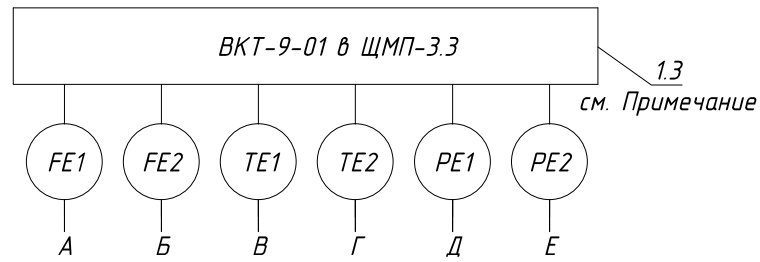 ВКТ-9-01 в ЩМП-3.3
1.3
см. Примечание
FE1 FE2 TE1 TE2 PE1 PE2
А Б В Г Д Е